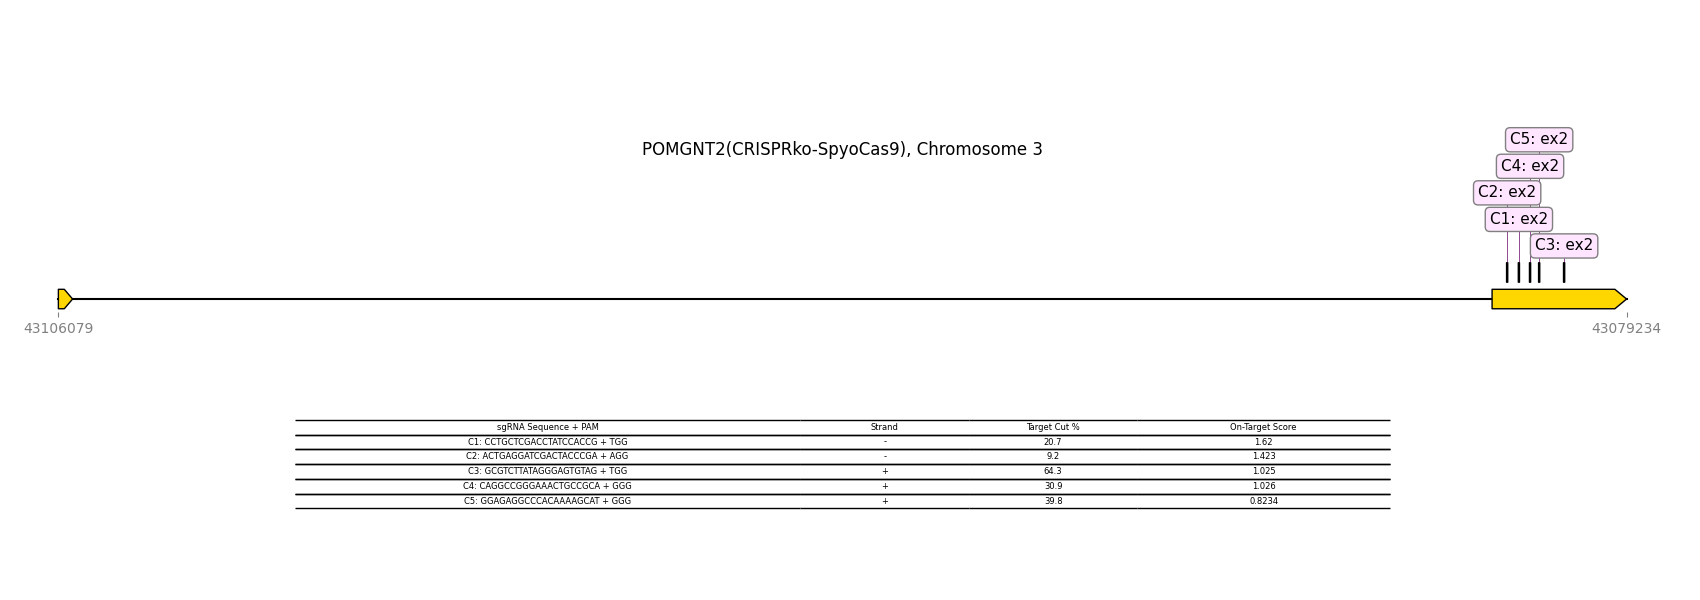 POMGNT2(CRISPRko-SpyoCas9), Chromosome 3
C5: ex2
C4: ex2
C2: ex2
C1: ex2
C3: ex2
43106079 43079234
sgRNA Sequence + PAM Strand Target Cut % On-Target Score
C1: CCTGCTCGACCTATCCACCG + TGG - 20.7 1.62
C2: ACTGAGGATCGACTACCCGA + AGG - 9.2 1.423
C3: GCGTCTTATAGGGAGTGTAG + TGG + 64.3 1.025
C4: CAGGCCGGGAAACTGCCGCA + GGG + 30.9 1.026
C5: GGAGAGGCCCACAAAAGCAT + GGG + 39.8 0.8234